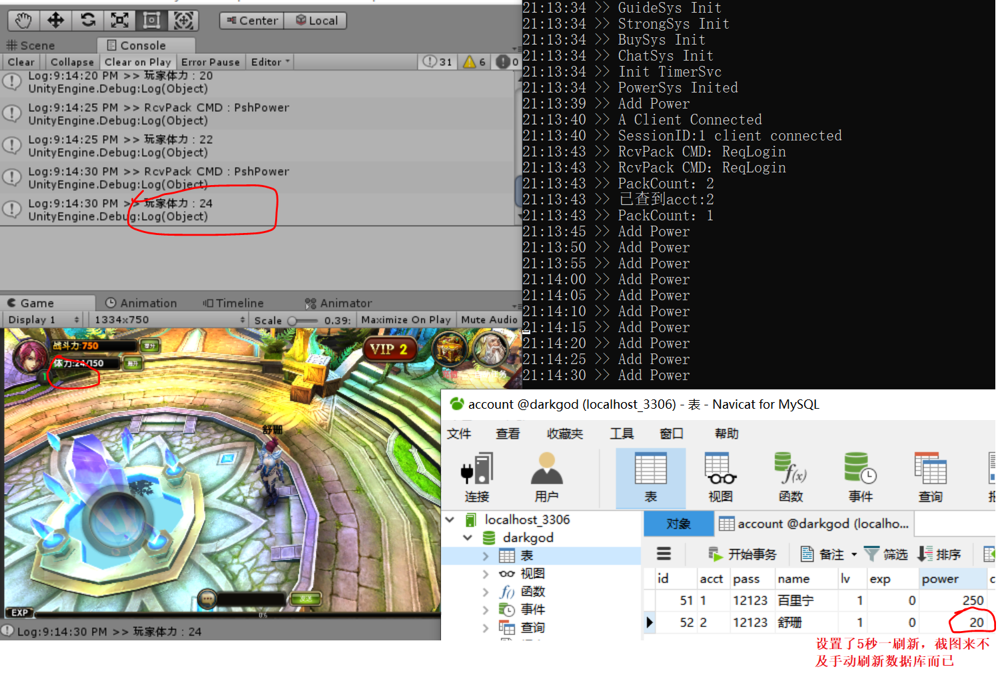 Center
Local
Scene
Console
Clear
Collapse
Clear on Play
Error Pause
Editor
31
6
0
Log:9:14:20 PM >> 玩家体力 : 20
UnityEngine.Debug:Log(Object)
Log:9:14:25 PM >> RcvPack CMD : PshPower
UnityEngine.Debug:Log(Object)
Log:9:14:25 PM >> 玩家体力 : 22
UnityEngine.Debug:Log(Object)
Log:9:14:30 PM >> RcvPack CMD : PshPower
UnityEngine.Debug:Log(Object)
Log:9:14:30 PM >> 玩家体力 : 24
UnityEngine.Debug:Log(Object)
21:13:34 >> GuideSys Init
21:13:34 >> StrongSys Init
21:13:34 >> BuySys Init
21:13:34 >> ChatSys Init
21:13:34 >> Init TimerSvc
21:13:34 >> PowerSys Inited
21:13:39 >> Add Power
21:13:40 >> A Client Connected
21:13:40 >> SessionID:1 client connected
21:13:43 >> RcvPack CMD: ReqLogin
21:13:43 >> RcvPack CMD: ReqLogin
21:13:43 >> PackCount: 2
21:13:43 >> 已查到acct:2
21:13:43 >> PackCount: 1
21:13:45 >> Add Power
21:13:50 >> Add Power
21:13:55 >> Add Power
21:14:00 >> Add Power
21:14:05 >> Add Power
21:14:10 >> Add Power
21:14:15 >> Add Power
21:14:20 >> Add Power
21:14:25 >> Add Power
21:14:30 >> Add Power
Game
Animation
Timeline
Animator
Display 1
1334x750
Scale
0.39:
Maximize On Play
Mute Audio
战斗力:750
体力:24/150
VIP 2
舒珊
EXP
Log:9:14:30 PM >> 玩家体力 : 24
account @darkgod (localhost_3306) - 表 - Navicat for MySQL
文件 查看 收藏夹 工具 窗口 帮助
连接 用户 表 视图 函数 事件 查询
localhost_3306
darkgod
表
视图
函数
事件
查询
对象
account @darkgod (localho...
开始事务 备注 筛选 排序
id acct pass name lv exp power
51 1 12123 百里宁 1 0 250
52 2 12123 舒珊 1 0 20
设置了5秒一刷新，截图来不
及手动刷新数据库而已